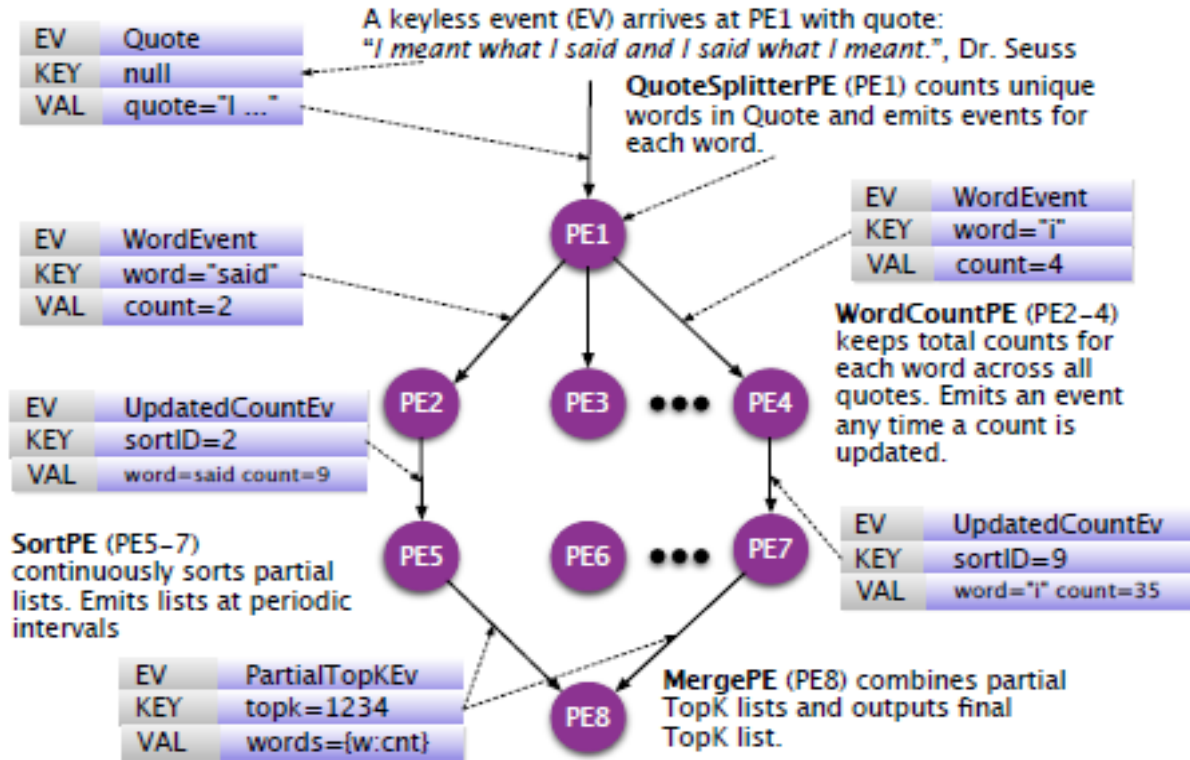 A keyless event (EV) arrives at PE1 with quote:
“I meant what I said and I said what I meant.”, Dr. Seuss
EV Quote
KEY null
VAL quote="I ..."
QuoteSplitterPE (PE1) counts unique
words in Quote and emits events for
each word.
PE1
EV WordEvent
KEY word="said"
VAL count=2
EV WordEvent
KEY word="i"
VAL count=4
WordCountPE (PE2-4)
keeps total counts for
each word across all
quotes. Emits an event
any time a count is
updated.
PE2
PE3
PE4
EV UpdatedCountEv
KEY sortID=2
VAL word=said count=9
SortPE (PE5-7)
continuously sorts partial
lists. Emits lists at periodic
intervals
PE5
PE6
PE7
EV UpdatedCountEv
KEY sortID=9
VAL word="i" count=35
EV PartialTopKEv
KEY topk=1234
VAL words={w:cnt}
PE8
MergePE (PE8) combines partial
TopK lists and outputs final
TopK list.